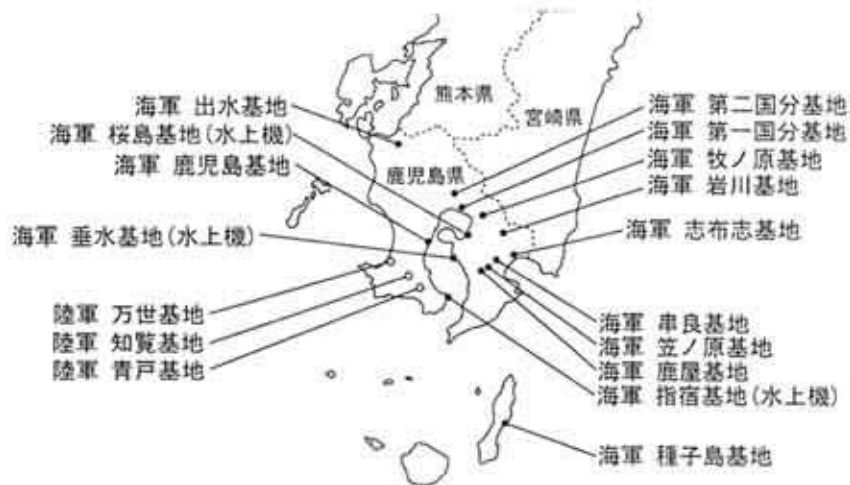 熊本県
宮崎県
鹿児島県
海軍 出水基地
海軍 桜島基地(水上機)
海軍 鹿児島基地
海軍 垂水基地(水上機)
陸軍 万世基地
陸軍 知覧基地
陸軍 青戸基地
海軍 第二国分基地
海軍 第一国分基地
海軍 牧ノ原基地
海軍 岩川基地
海軍 志布志基地
海軍 串良基地
海軍 笠ノ原基地
海軍 鹿屋基地
海軍 指宿基地(水上機)
海軍 種子島基地